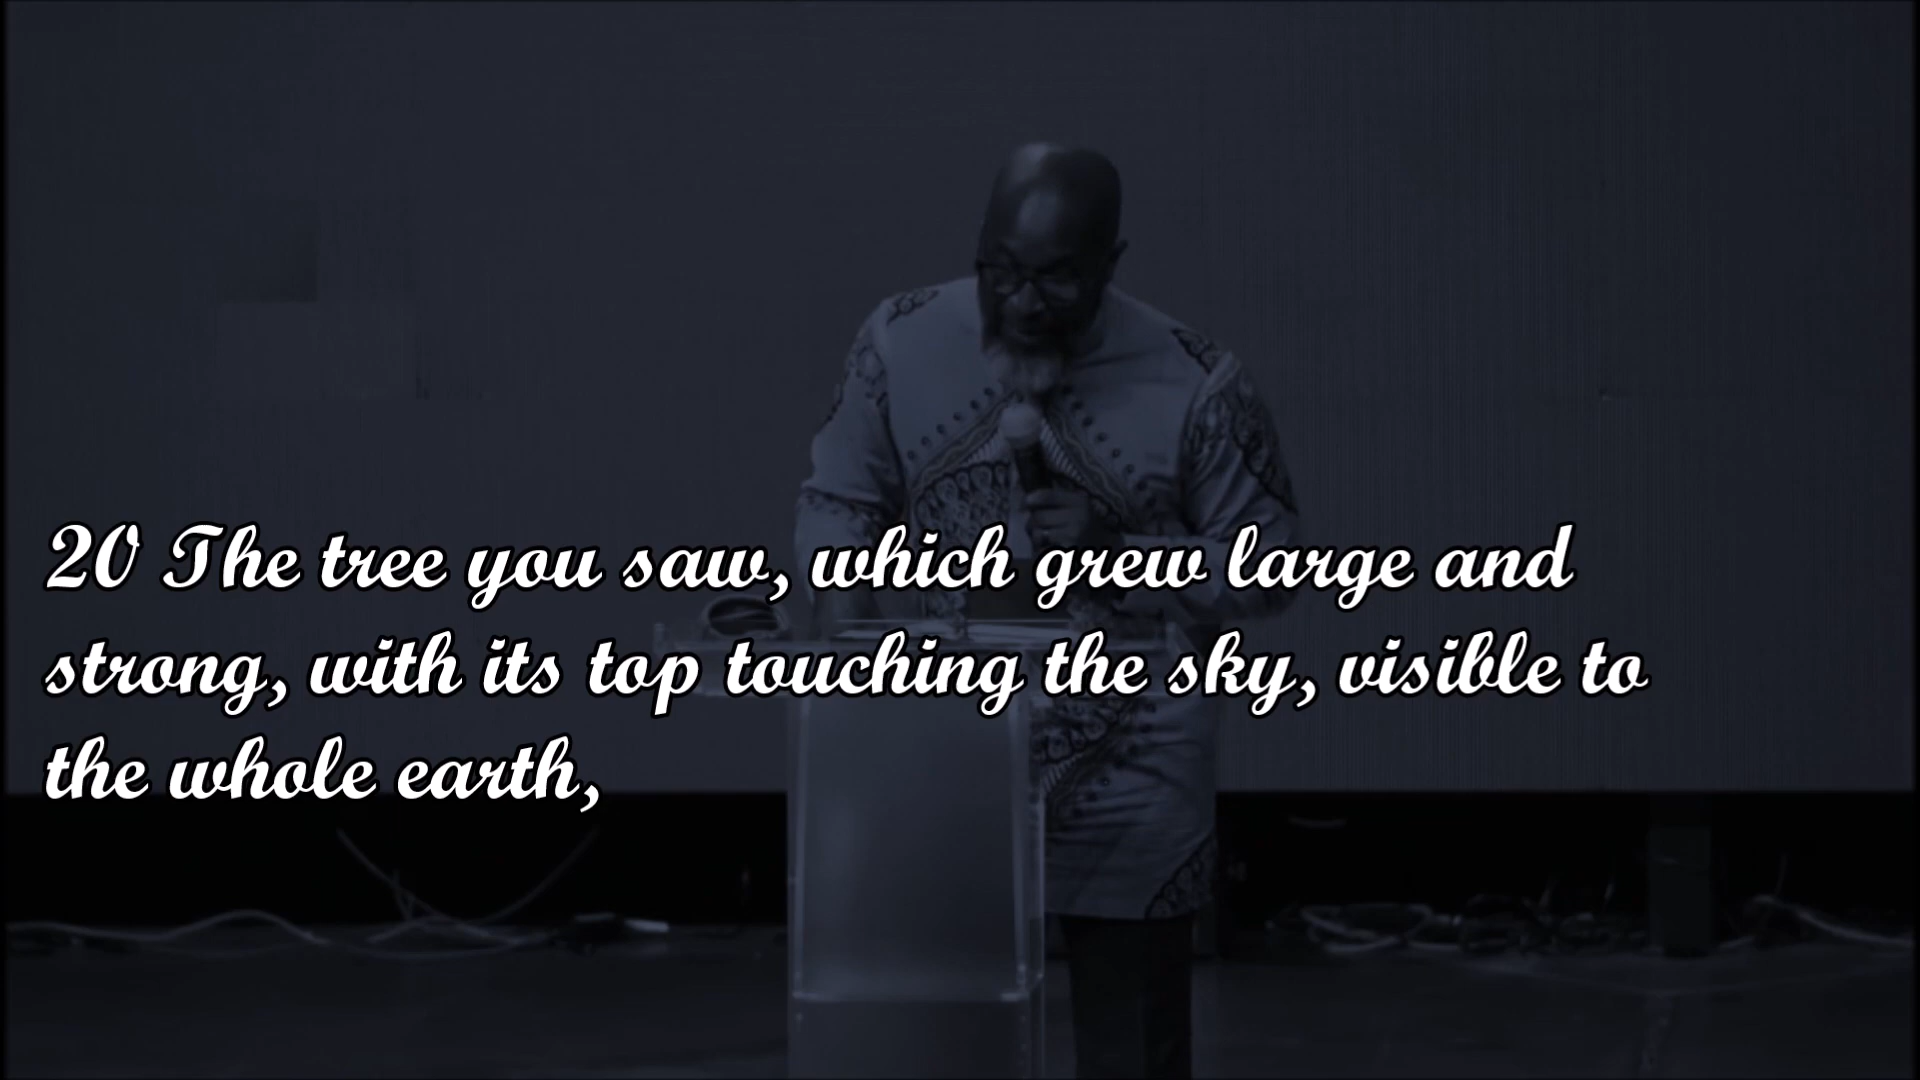 20 The tree you saw, which grew large and
strong, with its top touching the sky, visible to
the whole earth,